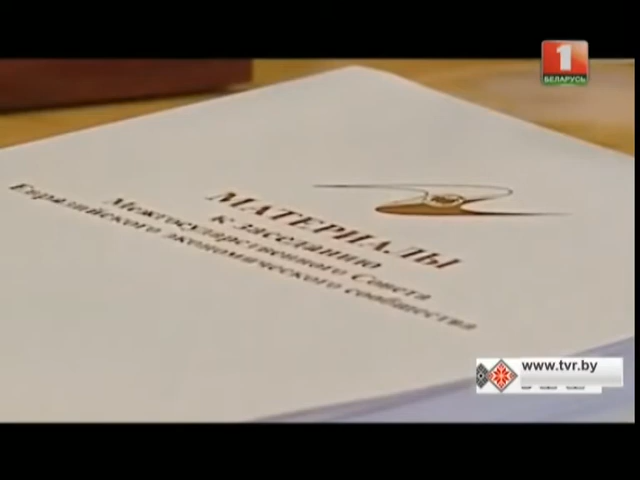 1
БЕЛАРУСЬ
МАТЕРИАЛЫ
к заседанию
Межгосударственного Совета
Евразийского экономического сообщества
www.tvr.by